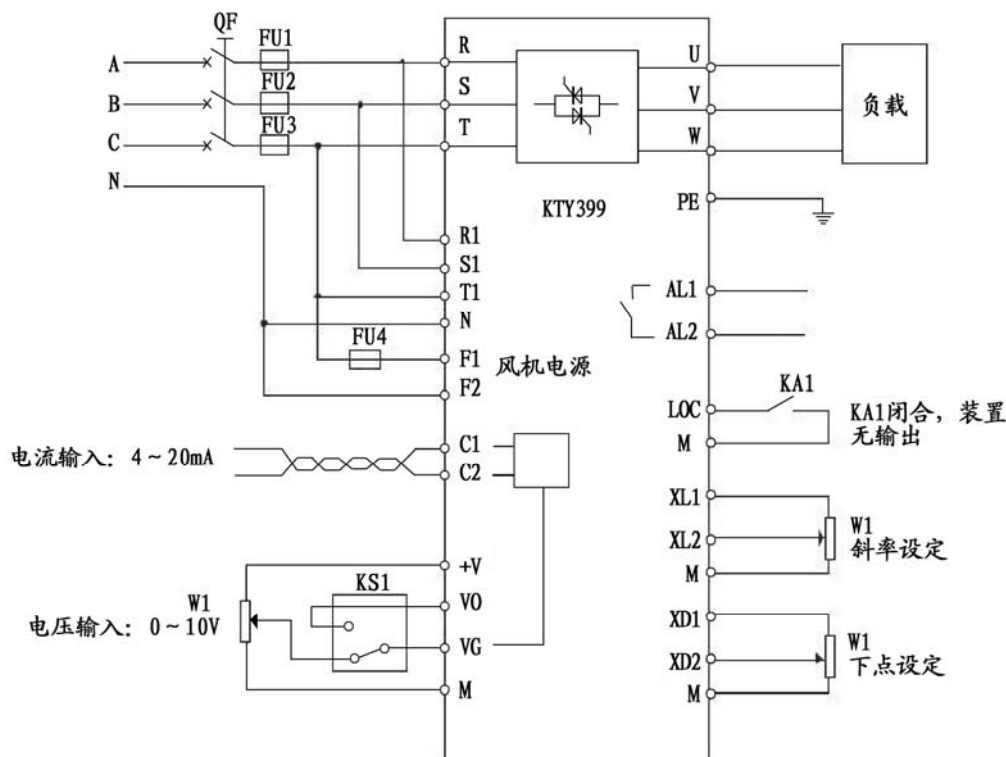 QF
FU1
A
FU2
B
FU3
C
N
R
S
T
KTY399
U
V
W
负载
PE
R1
S1
T1
N
FU4
F1
风机电源
F2
AL1
AL2
KA1
LOC
KA1闭合，装置
无输出
M
电流输入：4～20mA
C1
C2
XL1
XL2
W1
斜率设定
M
+V
KS1
VO
W1
电压输入：0～10V
VG
M
XD1
XD2
W1
下点设定
M